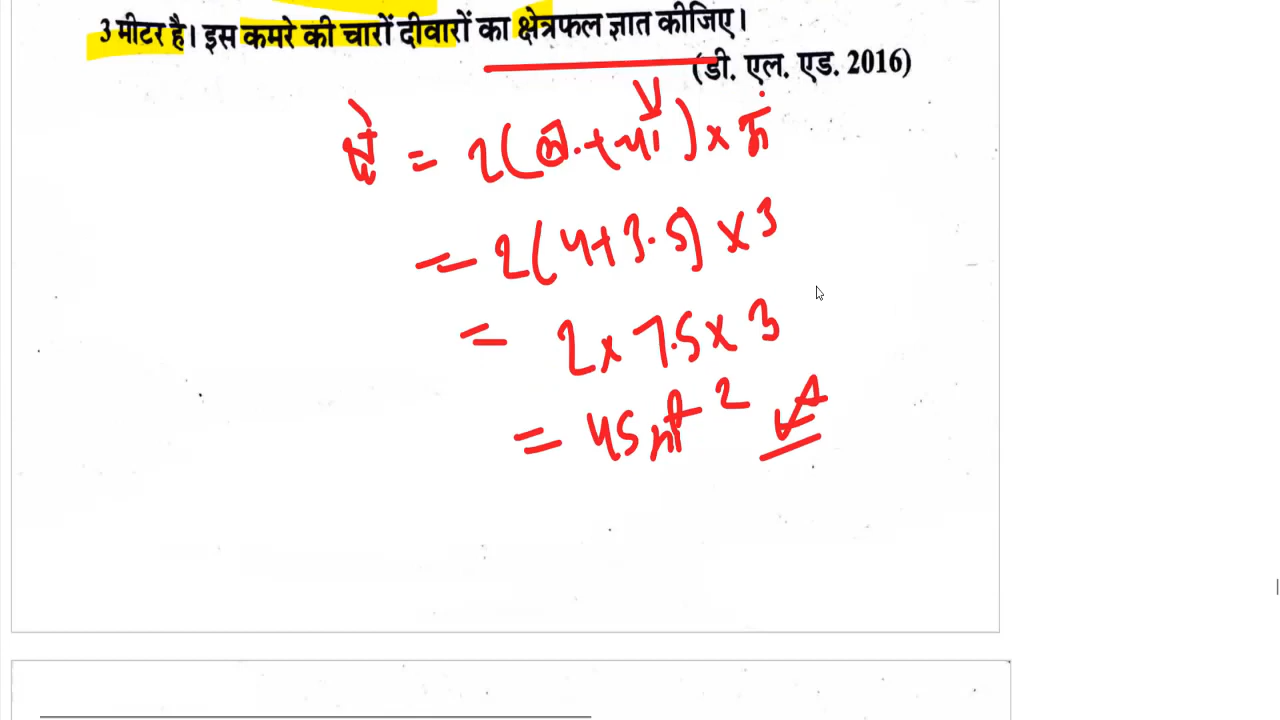 3 मीटर है। इस कमरे की चारों दीवारों का क्षेत्रफल ज्ञात कीजिए।
(डी. एल. एड. 2016)
क्षे = 2(ल.+चौ) × ऊँ
= 2(4+3.5) × 3
= 2 × 7.5 × 3
= 45 मी²